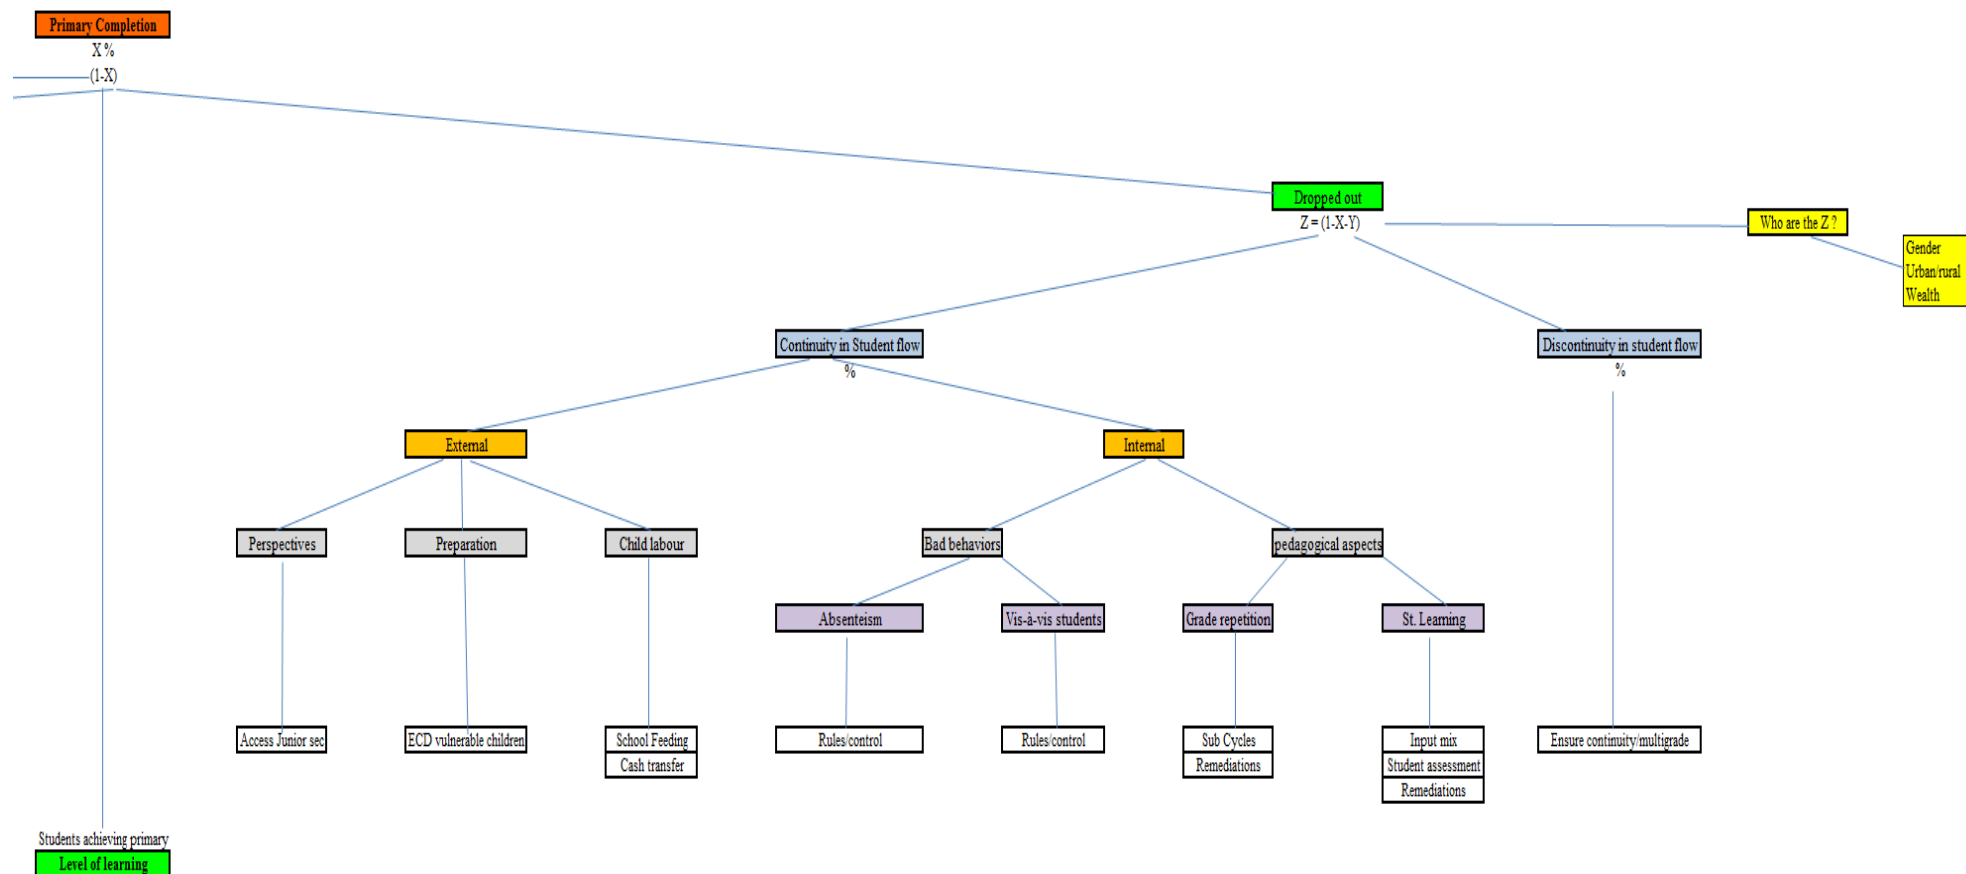 Primary Completion
X %
(1-X)
Dropped out
Z = (1-X-Y)
Who are the Z ?
Gender
Urban/rural
Wealth
Continuity in Student flow
%
Discontinuity in student flow
%
External
Internal
Perspectives
Preparation
Child labour
Bad behaviors
pedagogical aspects
Absenteism
Vis-à-vis students
Grade repetition
St. Learning
Access Junior sec
ECD vulnerable children
School Feeding
Cash transfer
Rules/control
Rules/control
Sub Cycles
Remediations
Input mix
Student assessment
Remediations
Ensure continuity/multigrade
Students achieving primary
Level of learning